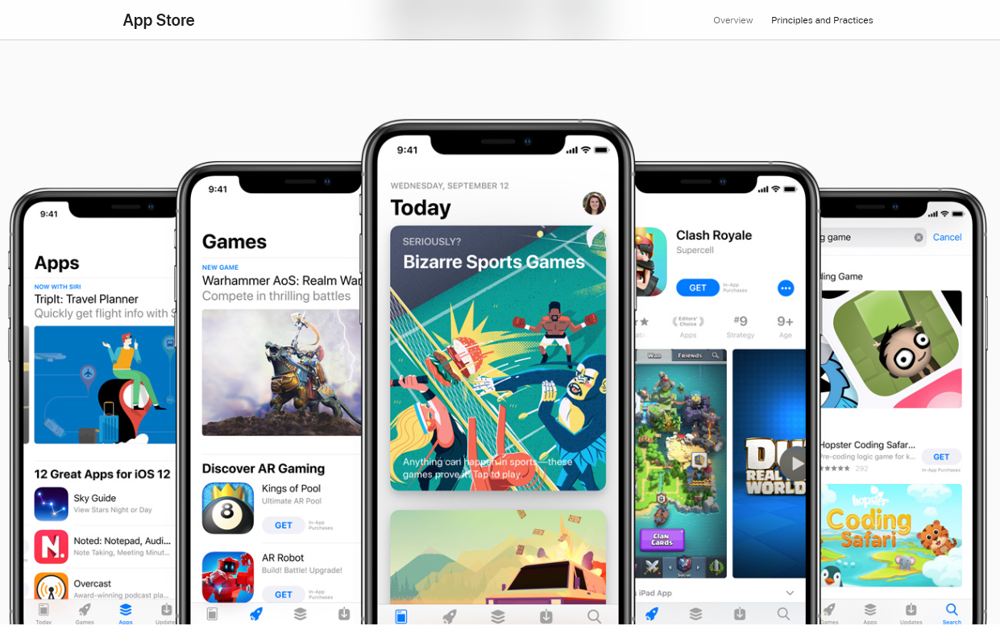 App Store
Overview
Principles and Practices
9:41
Apps
NOW WITH SIRI
TripIt: Travel Planner
Quickly get flight info with
12 Great Apps for iOS 12
Sky Guide
View Stars Night or Day
Noted: Notepad, Audi...
Note Taking, Meeting Minut...
Overcast
Award-winning podcast pla...
Today
Games
Apps
Update
9:41
Games
NEW GAME
Warhammer AoS: Realm War
Compete in thrilling battles
Discover AR Gaming
8
Kings of Pool
Ultimate AR Pool
GET
In-App
Purchases
AR Robot
Build! Battle! Upgrade!
GET
In-App
Purchases
9:41
WEDNESDAY, SEPTEMBER 12
Today
SERIOUSLY?
Bizarre Sports Games
Anything can happen in sports—these
games prove it. Tap to play.
Clash Royale
Supercell
GET
In-App
Purchases
Editors'
Choice
#9
9+
Apps
Strategy
Age
War
Friends
Clan
Cards
Social
REAL
WORLD
iPad App
g game
Cancel
ding Game
Hopster Coding Safar...
Pre-coding logic game for k...
292
GET
In-App Purchases
hopster
Coding
Safari
Games
Apps
Updates
Search